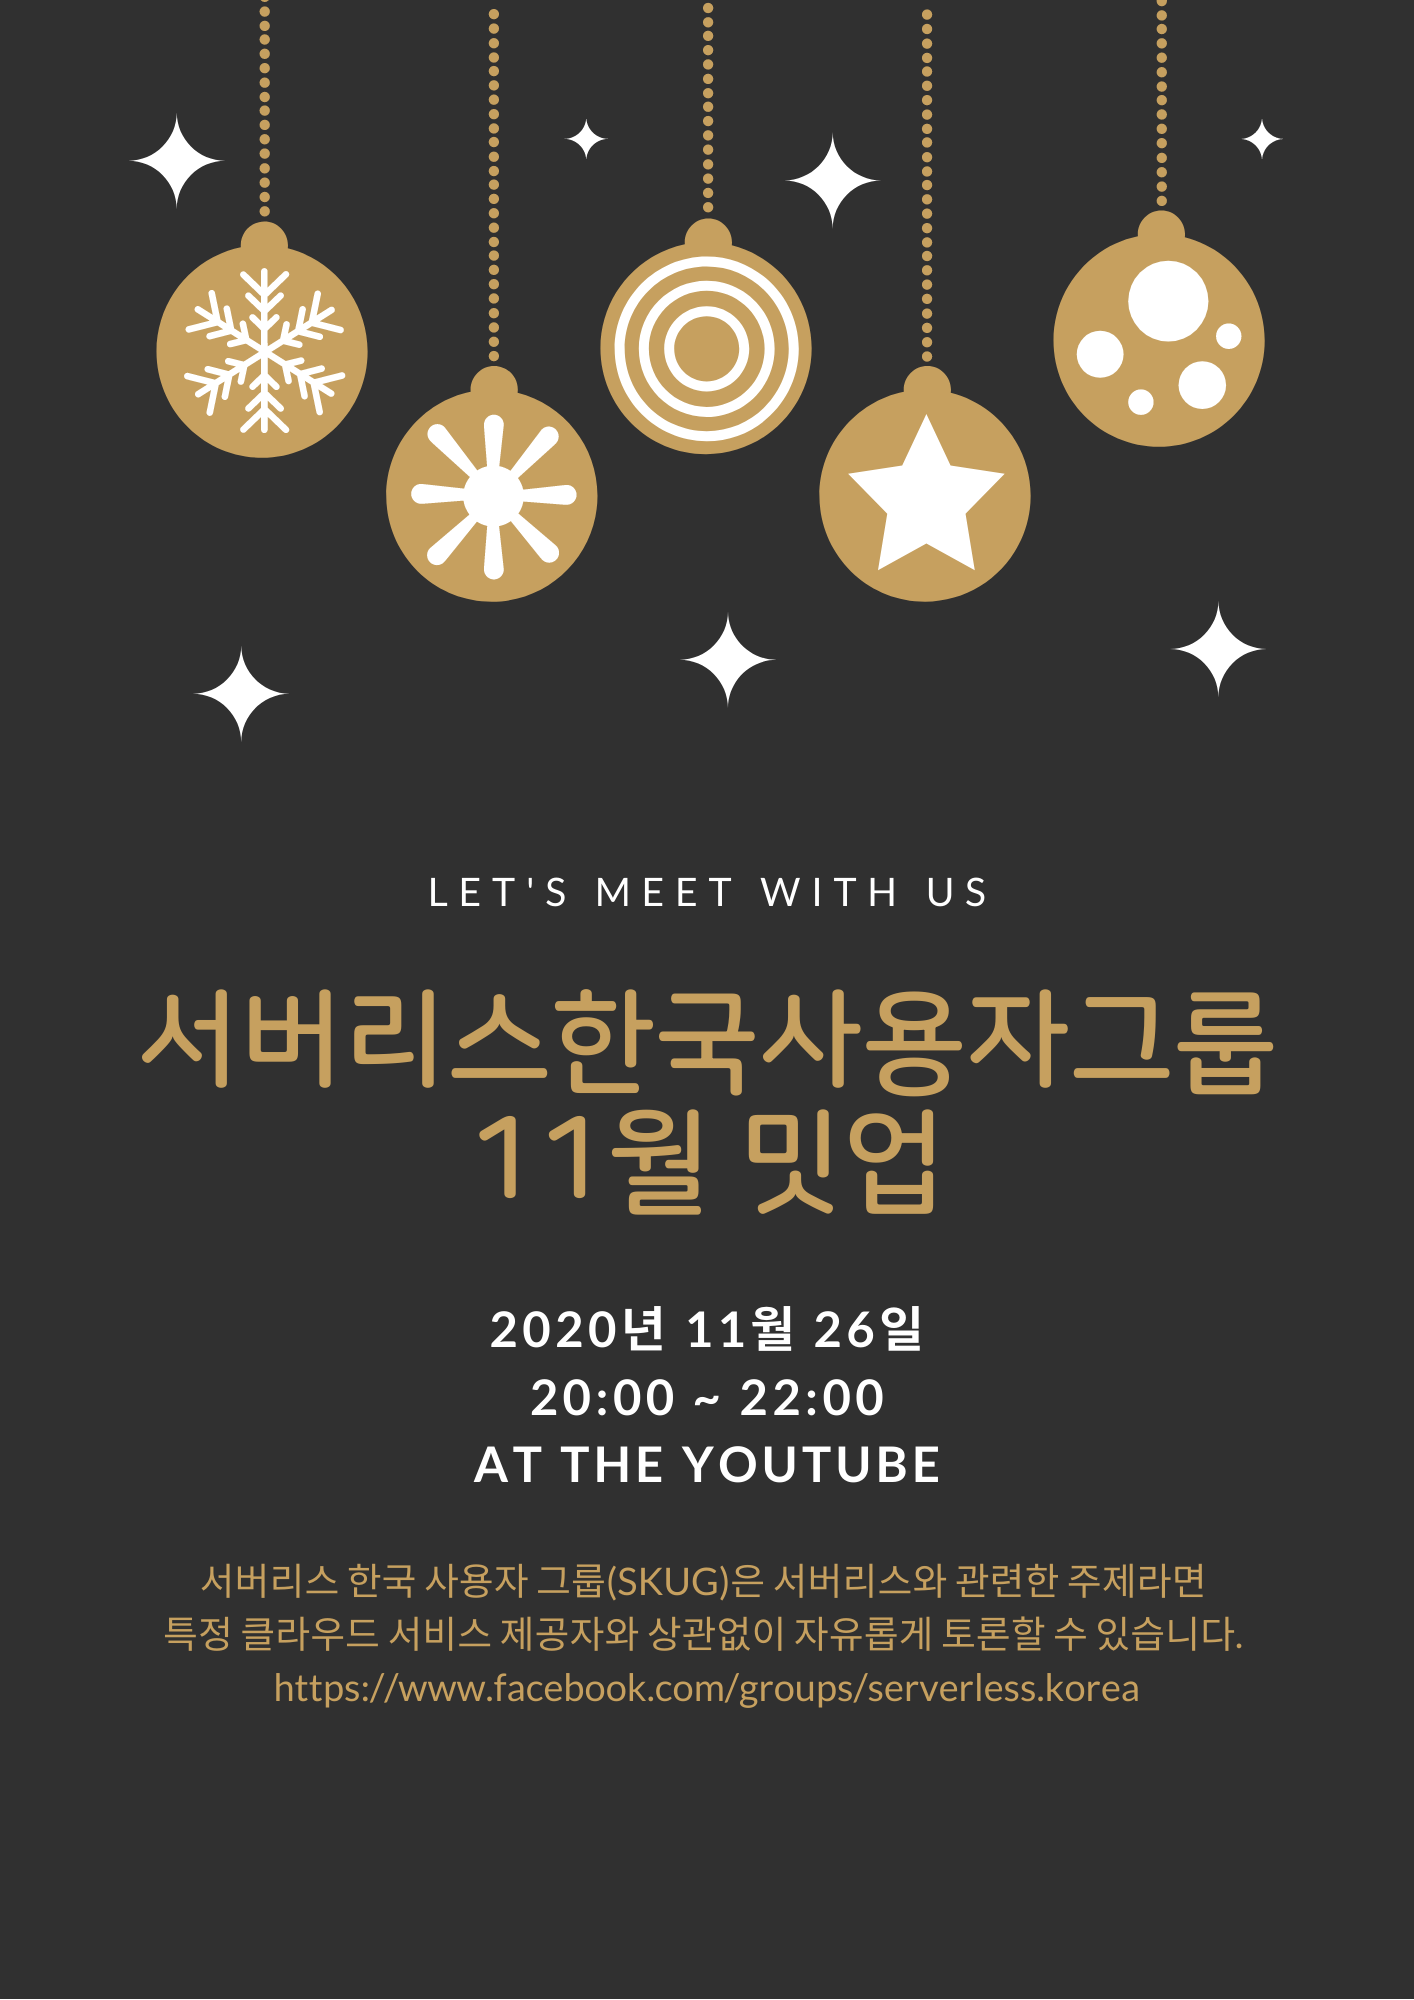 LET'S MEET WITH US
서버리스한국사용자그룹
11월 밋업
2020년 11월 26일
20:00 ~ 22:00
AT THE YOUTUBE
서버리스 한국 사용자 그룹(SKUG)은 서버리스와 관련한 주제라면
특정 클라우드 서비스 제공자와 상관없이 자유롭게 토론할 수 있습니다.
https://www.facebook.com/groups/serverless.korea